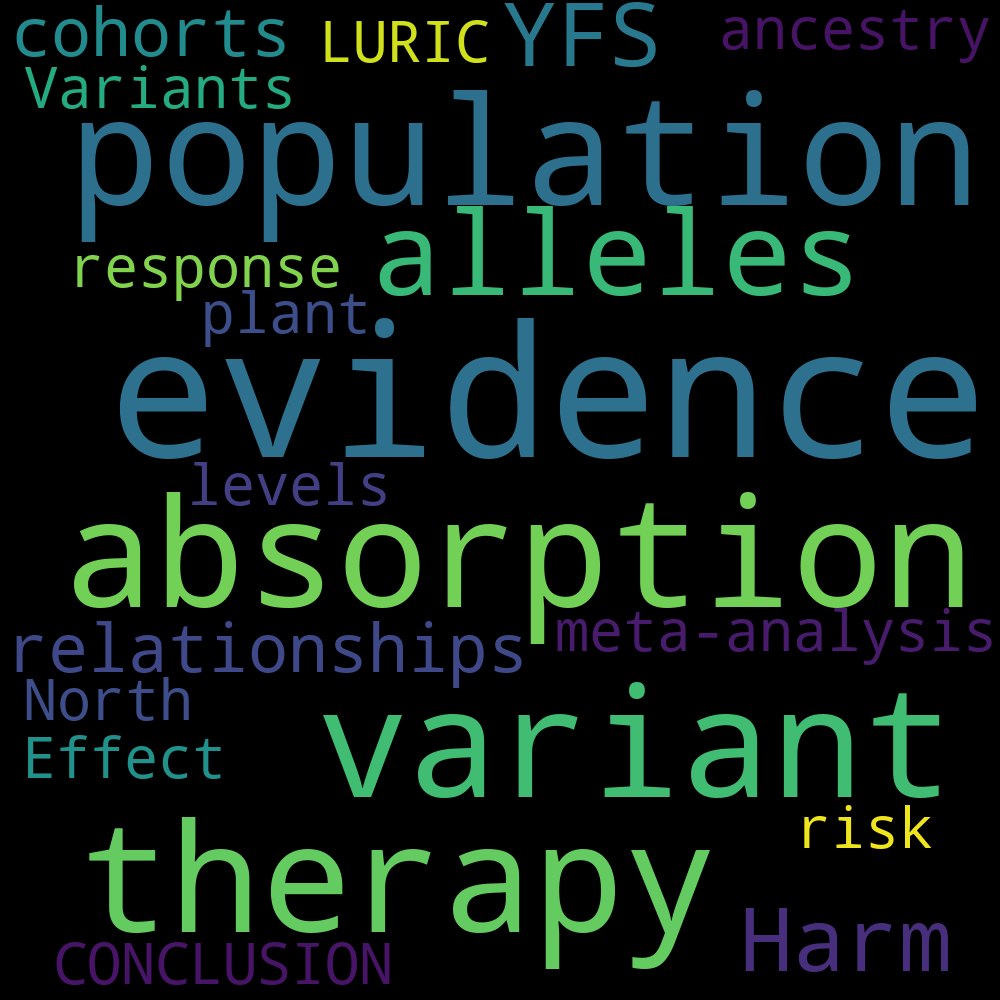 cohorts LURIC YFS ancestry
Variants
population
response alleles
plant
evidence
levels
absorption
relationships meta-analysis
North
Effect variant
risk
therapy
Harm
CONCLUSION